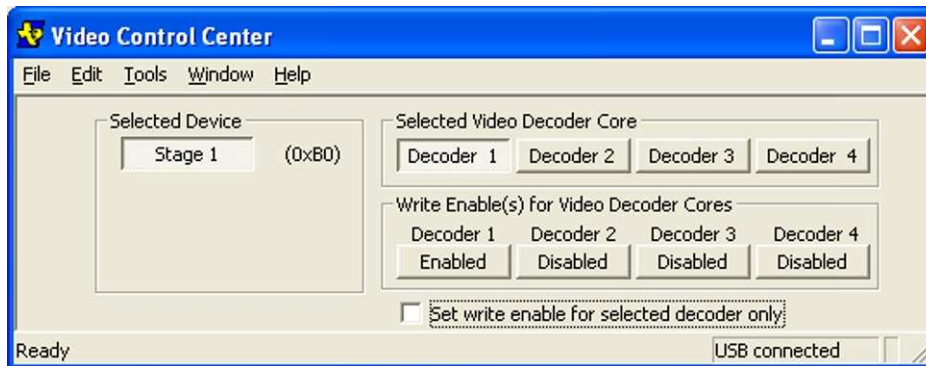 Video Control Center
File Edit Tools Window Help
Selected Device
Stage 1 (0xB0)
Selected Video Decoder Core
Decoder 1 Decoder 2 Decoder 3 Decoder 4
Write Enable(s) for Video Decoder Cores
Decoder 1 Decoder 2 Decoder 3 Decoder 4
Enabled Disabled Disabled Disabled
Set write enable for selected decoder only
Ready USB connected